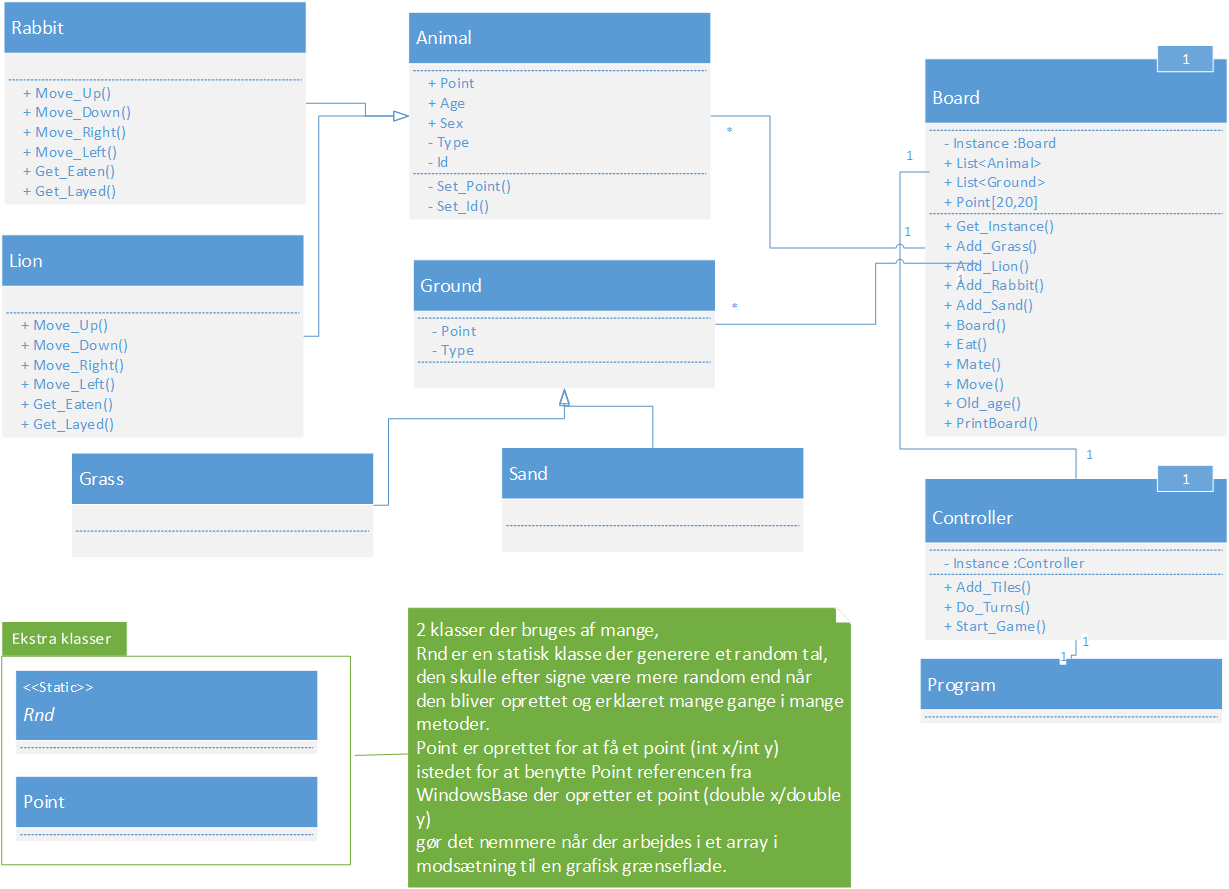 Rabbit
+ Move_Up()
+ Move_Down()
+ Move_Right()
+ Move_Left()
+ Get_Eaten()
+ Get_Layed()
Lion
+ Move_Up()
+ Move_Down()
+ Move_Right()
+ Move_Left()
+ Get_Eaten()
+ Get_Layed()
Animal
+ Point
+ Age
+ Sex
- Type
- Id
- Set_Point()
- Set_Id()
*
Ground
- Point
- Type
*
Grass
Sand
1
Board
- Instance :Board
+ List<Animal>
+ List<Ground>
+ Point[20,20]
+ Get_Instance()
+ Add_Grass()
+ Add_Lion()
+ Add_Rabbit()
+ Add_Sand()
+ Board()
+ Eat()
+ Mate()
+ Move()
+ Old_age()
+ PrintBoard()
1
1
1
1
1
Controller
- Instance :Controller
+ Add_Tiles()
+ Do_Turns()
+ Start_Game()
1
1
Program
Ekstra klasser
<<Static>>
Rnd
Point
2 klasser der bruges af mange,
Rnd er en statisk klasse der generere et random tal,
den skulle efter signe være mere random end når
den bliver oprettet og erklæret mange gange i mange
metoder.
Point er oprettet for at få et point (int x/int y)
istedet for at benytte Point referencen fra
WindowsBase der opretter et point (double x/double
y)
gør det nemmere når der arbejdes i et array i
modsætning til en grafisk grænseflade.